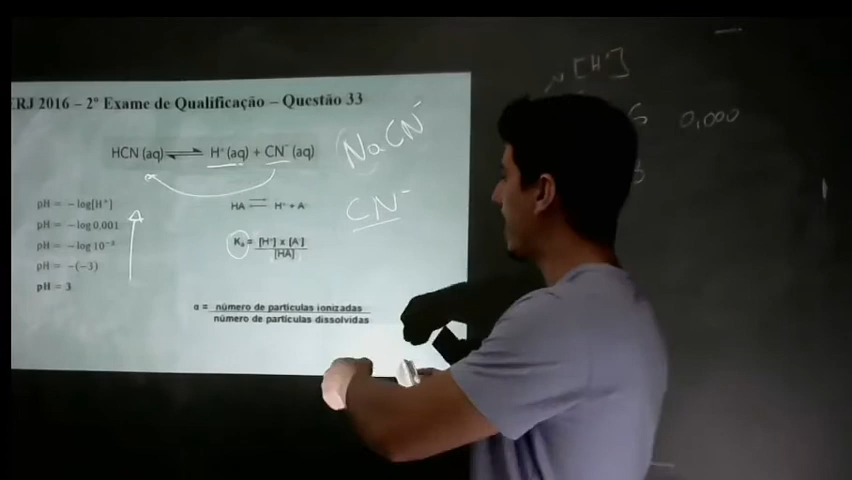 RJ 2016 – 2º Exame de Qualificação – Questão 33
HCN (aq) ⇌ H⁺(aq) + CN⁻ (aq)
NaCN⁻
CN⁻
pH = –log[H⁺]
pH = –log 0,001
pH = –log 10⁻³
pH = –(–3)
pH = 3
HA ⇌ H⁺ + A⁻
Kₐ = [H⁺] x [A⁻]
[HA]
α = número de partículas ionizadas
número de partículas dissolvidas
[H⁺]
0,000